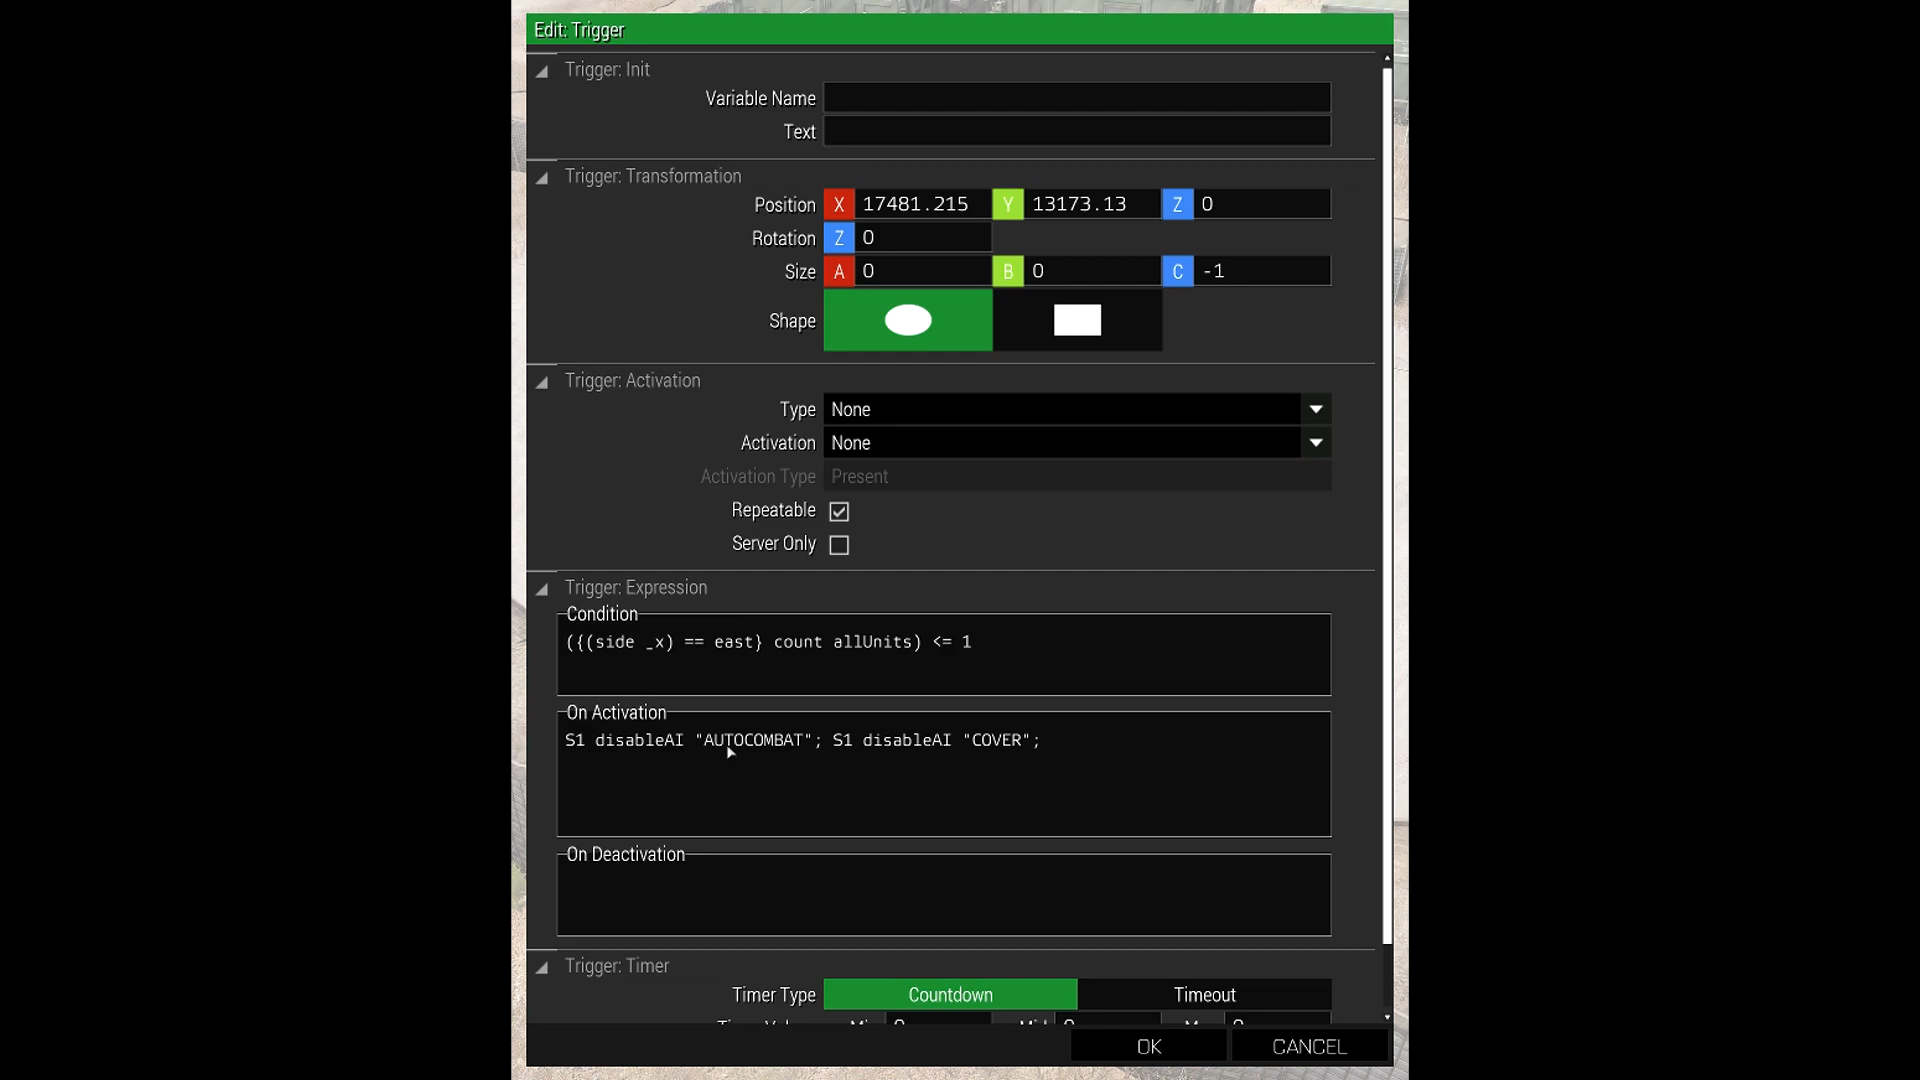 Edit: Trigger
Trigger: Init
Variable Name
Text
Trigger: Transformation
Position X 17481.215 Y 13173.13 Z 0
Rotation Z 0
Size A 0 B 0 C -1
Shape
Trigger: Activation
Type None
Activation None
Activation Type Present
Repeatable
Server Only
Trigger: Expression
Condition
({(side _x) == east} count allUnits) <= 1
On Activation
S1 disableAI "AUTOCOMBAT"; S1 disableAI "COVER";
On Deactivation
Trigger: Timer
Timer Type Countdown Timeout
OK CANCEL